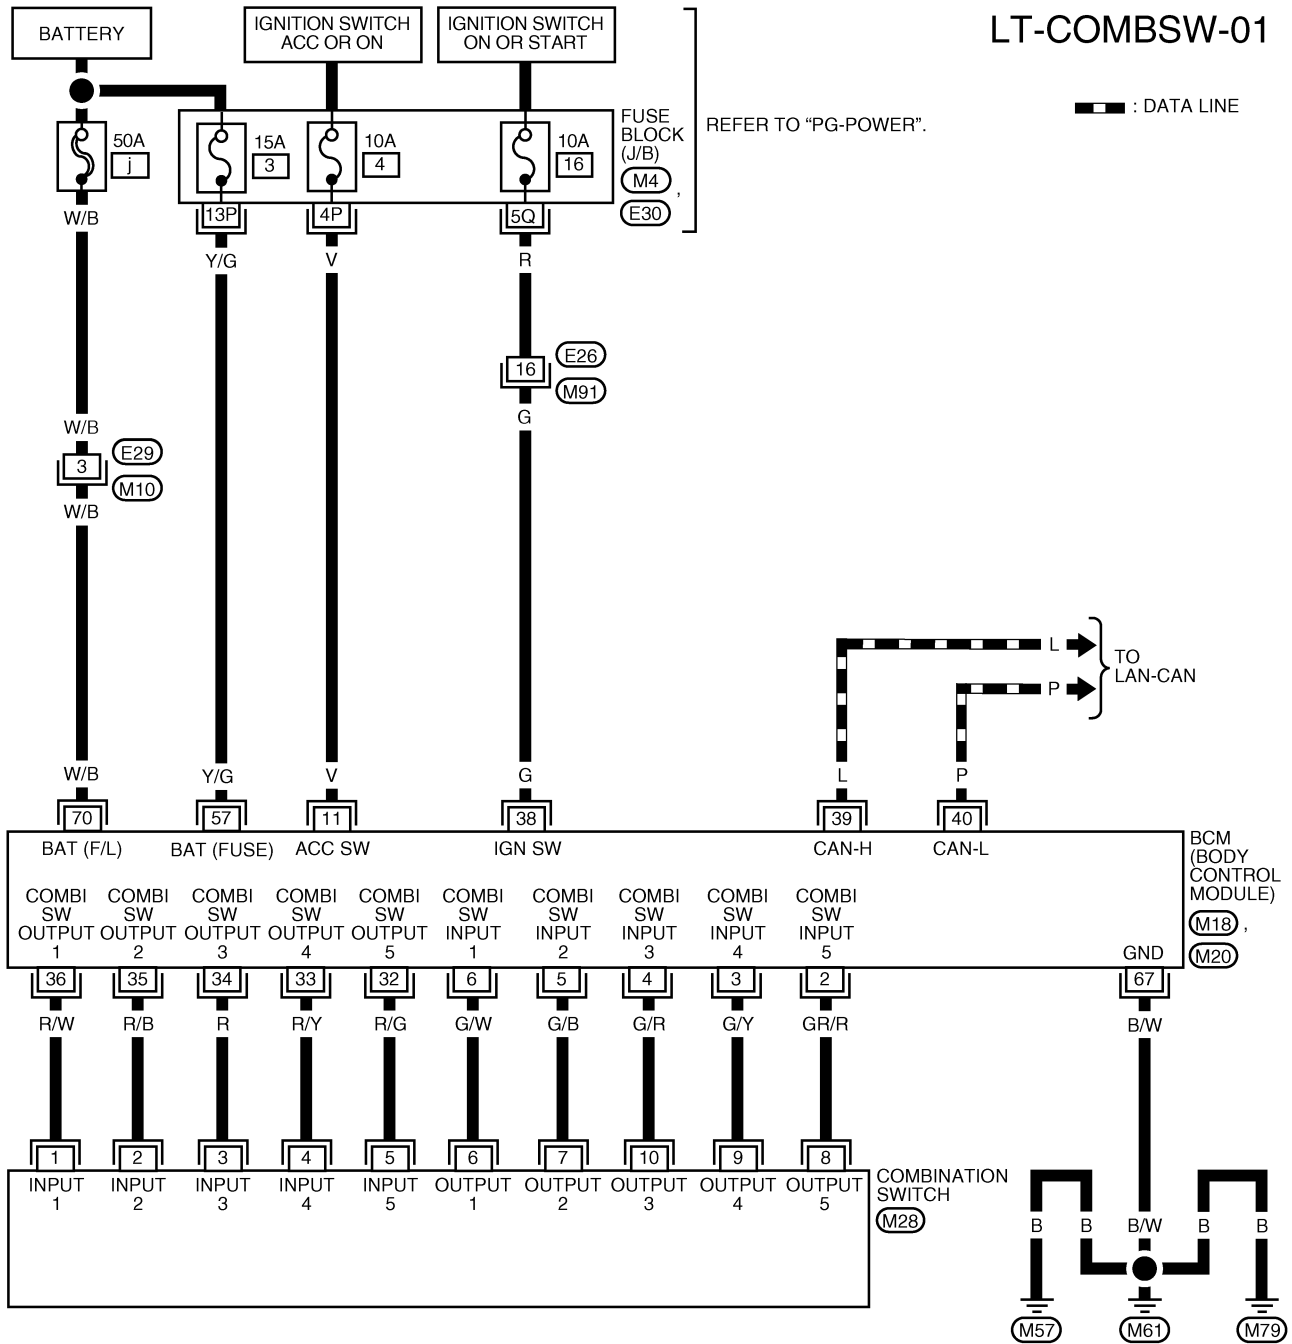 LT-COMBSW-01
BATTERY
IGNITION SWITCH
ACC OR ON
IGNITION SWITCH
ON OR START
: DATA LINE
REFER TO “PG-POWER”.
FUSE
BLOCK
(J/B)
M4 ,
E30
50A
j
15A
3
10A
4
10A
16
13P
4P
5Q
W/B
Y/G
V
R
16
E26
M91
G
W/B
3
E29
M10
W/B
L
P
TO
LAN-CAN
W/B
Y/G
V
G
L
P
70
57
11
38
39
40
BAT (F/L)
BAT (FUSE)
ACC SW
IGN SW
CAN-H
CAN-L
BCM
(BODY
CONTROL
MODULE)
M18 ,
M20
COMBI
SW
OUTPUT
1
COMBI
SW
OUTPUT
2
COMBI
SW
OUTPUT
3
COMBI
SW
OUTPUT
4
COMBI
SW
OUTPUT
5
COMBI
SW
INPUT
1
COMBI
SW
INPUT
2
COMBI
SW
INPUT
3
COMBI
SW
INPUT
4
COMBI
SW
INPUT
5
GND
36
35
34
33
32
6
5
4
3
2
67
R/W
R/B
R
R/Y
R/G
G/W
G/B
G/R
G/Y
GR/R
B/W
1
2
3
4
5
6
7
10
9
8
INPUT
1
INPUT
2
INPUT
3
INPUT
4
INPUT
5
OUTPUT
1
OUTPUT
2
OUTPUT
3
OUTPUT
4
OUTPUT
5
COMBINATION
SWITCH
M28
B
B
B/W
B
B
M57
M61
M79